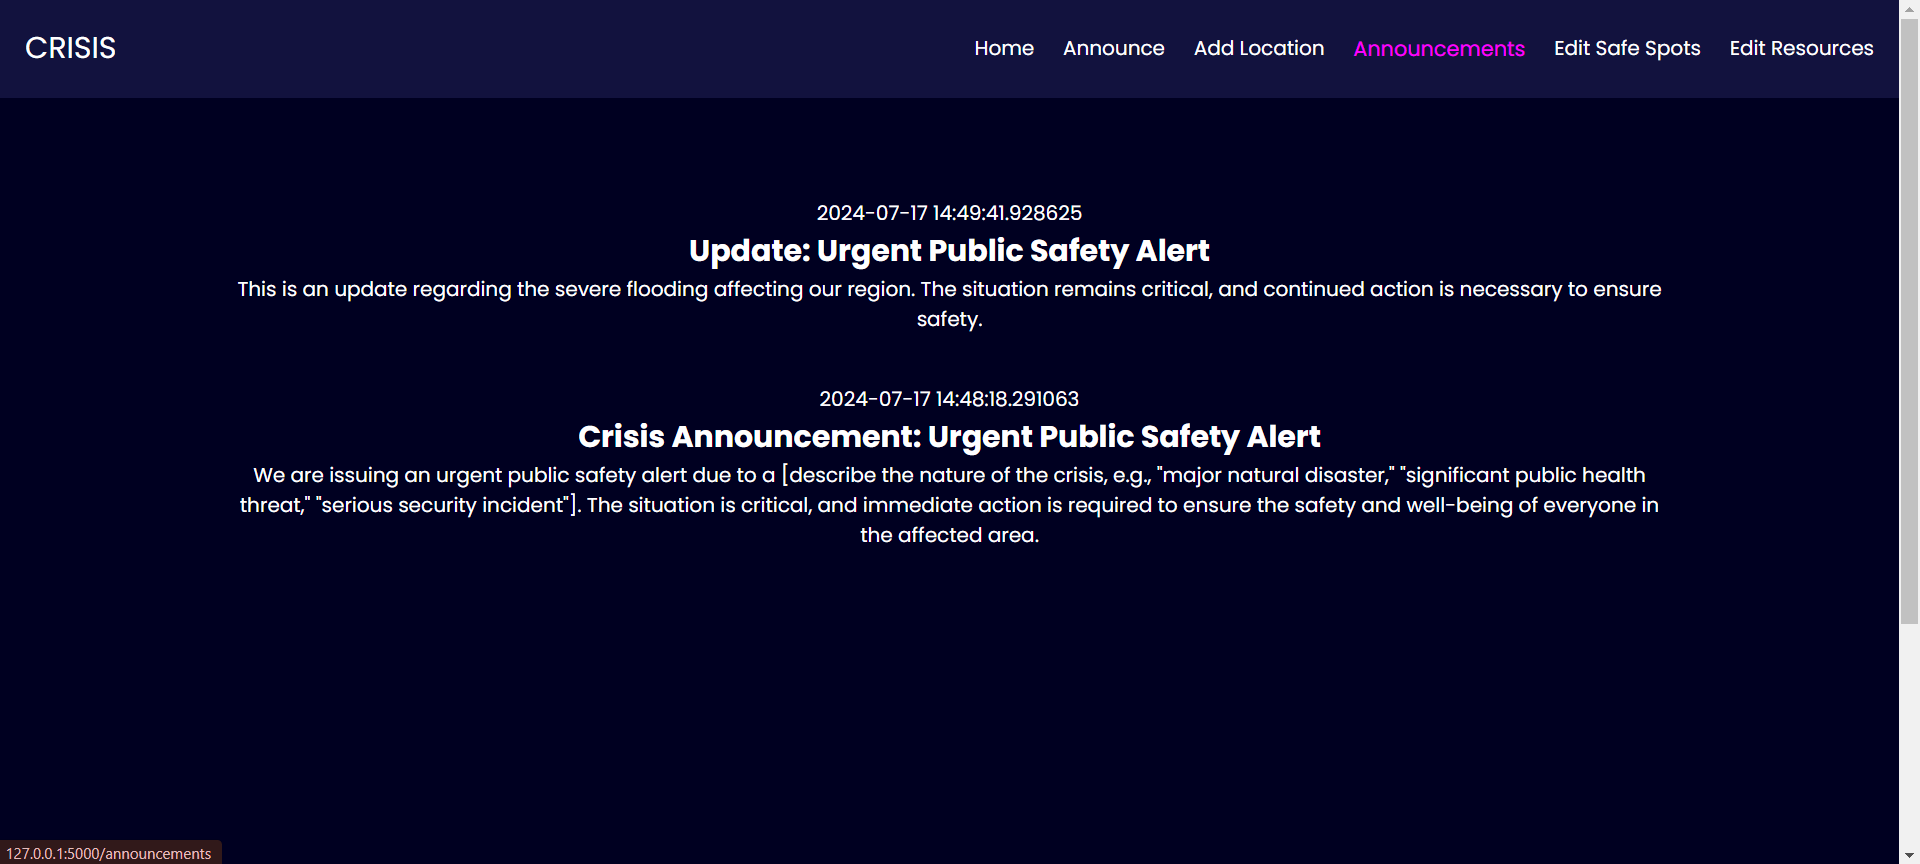 CRISIS
Home Announce Add Location Announcements Edit Safe Spots Edit Resources
2024-07-17 14:49:41.928625
Update: Urgent Public Safety Alert
This is an update regarding the severe flooding affecting our region. The situation remains critical, and continued action is necessary to ensure
safety.
2024-07-17 14:48:18.291063
Crisis Announcement: Urgent Public Safety Alert
We are issuing an urgent public safety alert due to a [describe the nature of the crisis, e.g., "major natural disaster," "significant public health
threat," "serious security incident"]. The situation is critical, and immediate action is required to ensure the safety and well-being of everyone in
the affected area.
127.0.0.1:5000/announcements